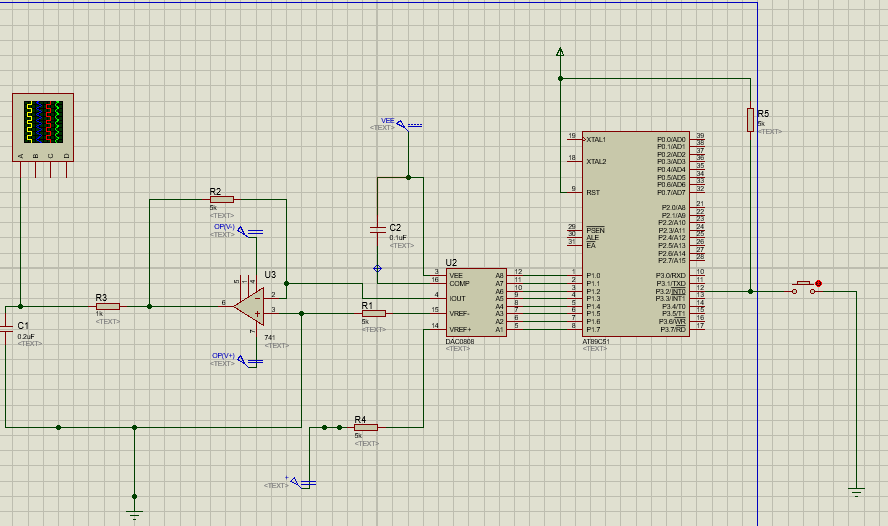 A B C D
VEE
<TEXT>
R5
5k
<TEXT>
R2
5k
<TEXT>
OP(V-)
<TEXT>
C2
0.1uF
<TEXT>
U3
5 1 4
6
2
3
7
741
<TEXT>
OP(V+)
<TEXT>
R3
1k
<TEXT>
C1
0.2uF
<TEXT>
R1
5k
<TEXT>
R4
5k
<TEXT>
+
<TEXT>
U2
3 VEE A8 12
16 COMP A7 11
A6 10
4 IOUT A5 9
A4 8
15 VREF- A3 7
A2 6
14 VREF+ A1 5
DAC0808
<TEXT>
19 XTAL1
18 XTAL2
9 RST
29 PSEN
30 ALE
31 EA
1 P1.0
2 P1.1
3 P1.2
4 P1.3
5 P1.4
6 P1.5
7 P1.6
8 P1.7
P0.0/AD0 39
P0.1/AD1 38
P0.2/AD2 37
P0.3/AD3 36
P0.4/AD4 35
P0.5/AD5 34
P0.6/AD6 33
P0.7/AD7 32
P2.0/A8 21
P2.1/A9 22
P2.2/A10 23
P2.3/A11 24
P2.4/A12 25
P2.5/A13 26
P2.6/A14 27
P2.7/A15 28
P3.0/RXD 10
P3.1/TXD 11
P3.2/INT0 12
P3.3/INT1 13
P3.4/T0 14
P3.5/T1 15
P3.6/WR 16
P3.7/RD 17
AT89C51
<TEXT>